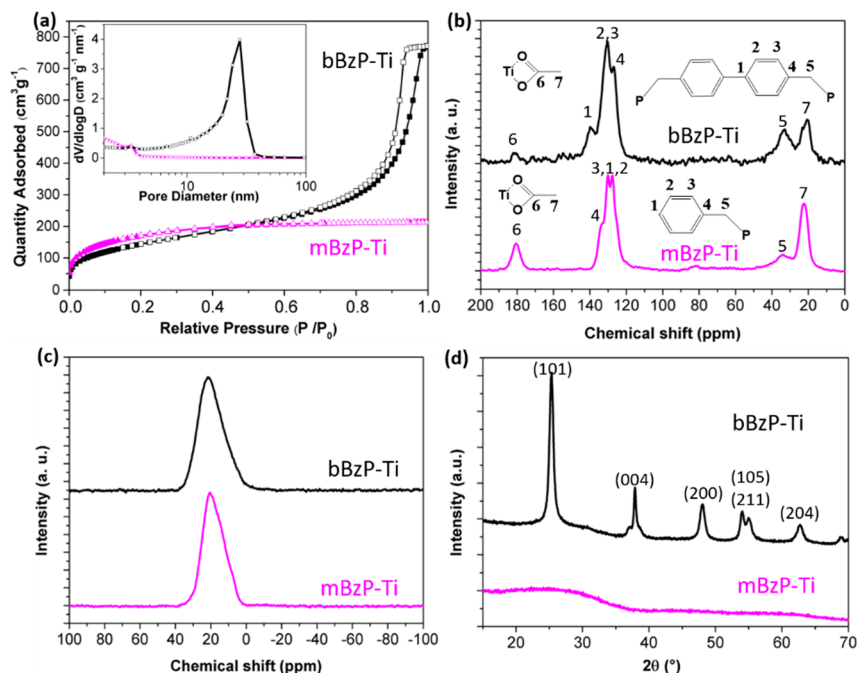 (a)
Quantity Adsorbed (cm³g⁻¹)
900
800
700
600
500
400
300
200
100
0
0.0 0.2 0.4 0.6 0.8 1.0
Relative Pressure (P /P₀)
dV/dlogD (cm³ g⁻¹ nm⁻¹)
4
3
2
1
0
10 100
Pore Diameter (nm)
bBzP-Ti
mBzP-Ti
(b)
Intensity (a. u.)
Ti O O 6 7
2 3
1 4 5
P P
2,3
4
1
6
5
7
bBzP-Ti
Ti O O 6 7
2 3
1 4 5
P
3,1,2
4
6
5
7
mBzP-Ti
200 180 160 140 120 100 80 60 40 20 0
Chemical shift (ppm)
(c)
Intensity (a. u.)
bBzP-Ti
mBzP-Ti
100 80 60 40 20 0 -20 -40 -60 -80 -100
Chemical shift (ppm)
(d)
Intensity (a.u.)
(101)
bBzP-Ti
(004)
(200)
(105)
(211)
(204)
mBzP-Ti
20 30 40 50 60 70
2θ (°)